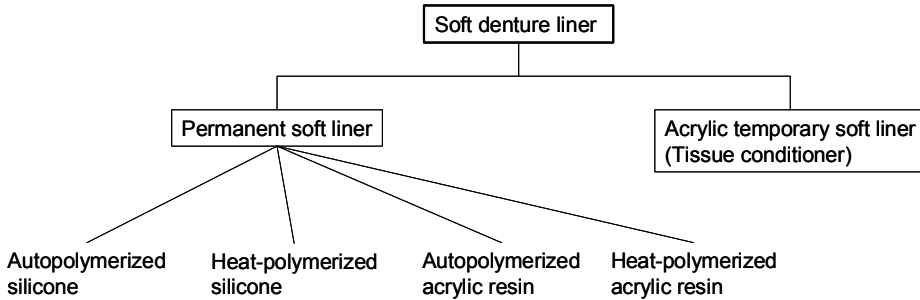 Soft denture liner
Permanent soft liner
Acrylic temporary soft liner
(Tissue conditioner)
Autopolymerized
silicone
Heat-polymerized
silicone
Autopolymerized
acrylic resin
Heat-polymerized
acrylic resin